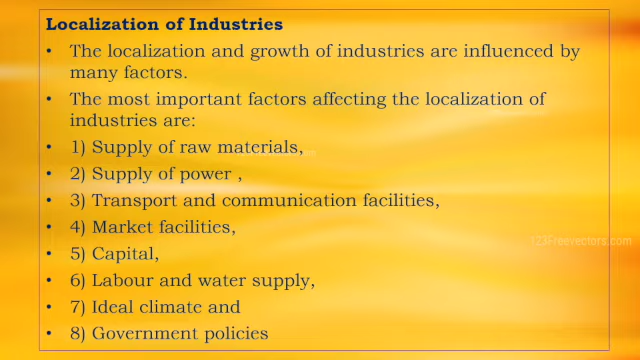 Localization of Industries
• The localization and growth of industries are influenced by
many factors.
• The most important factors affecting the localization of
industries are:
• 1) Supply of raw materials,
• 2) Supply of power ,
• 3) Transport and communication facilities,
• 4) Market facilities,
• 5) Capital,
• 6) Labour and water supply,
• 7) Ideal climate and
• 8) Government policies
123Freevectors.com